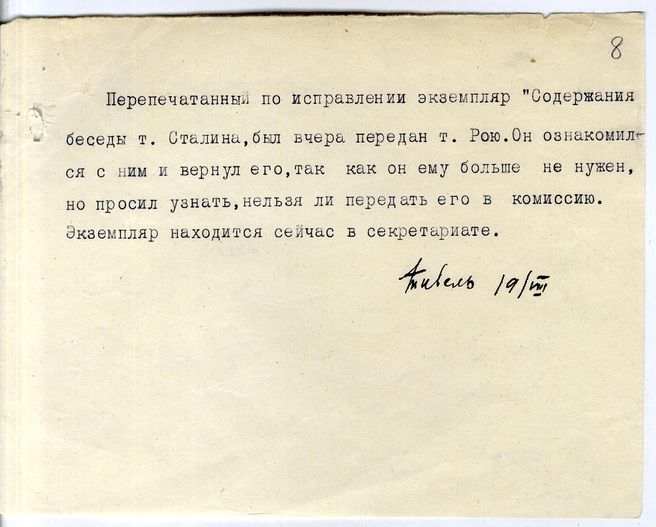 8
Перепечатанный по исправлении экземпляр "Содержания
беседы т. Сталина,был вчера передан т. Рою.Он ознакомил-
ся с ним и вернул его,так как он ему больше не нужен,
но просил узнать,нельзя ли передать его в комиссию.
Экземпляр находится сейчас в секретариате.
19/VIII